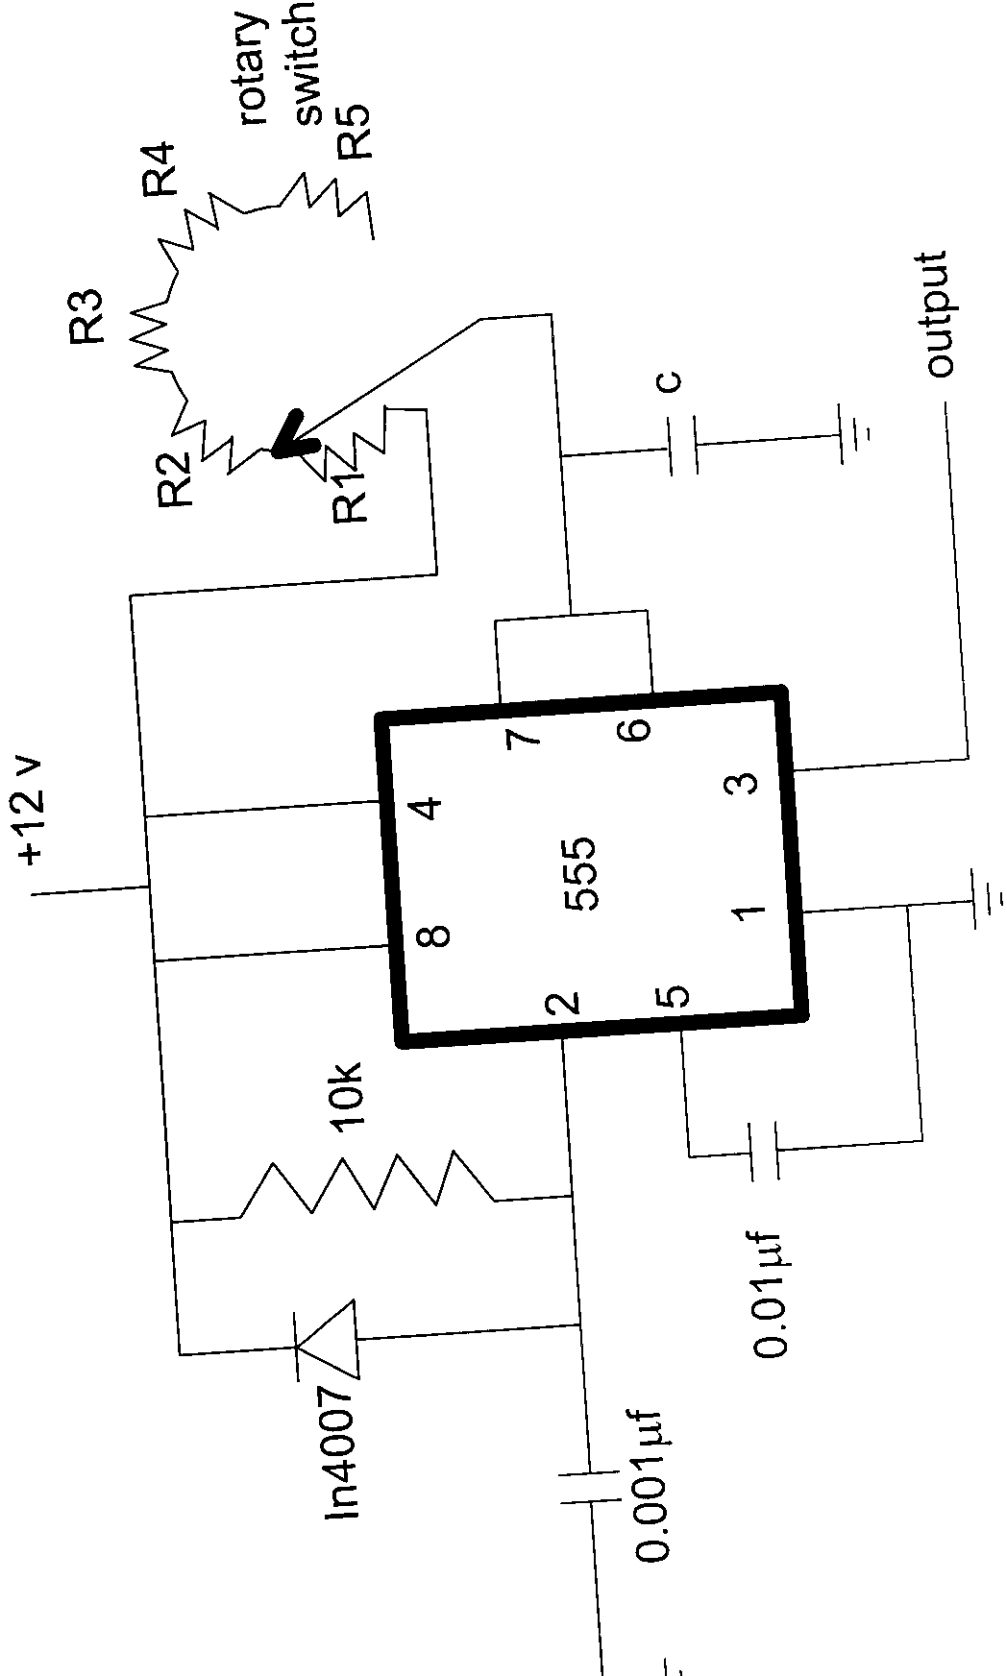 +12 v
R3
R4
rotary
switch
R2
R5
R1
In4007
10k
8
4
7
2
555
6
5
1
3
c
0.001µf
0.01µf
output